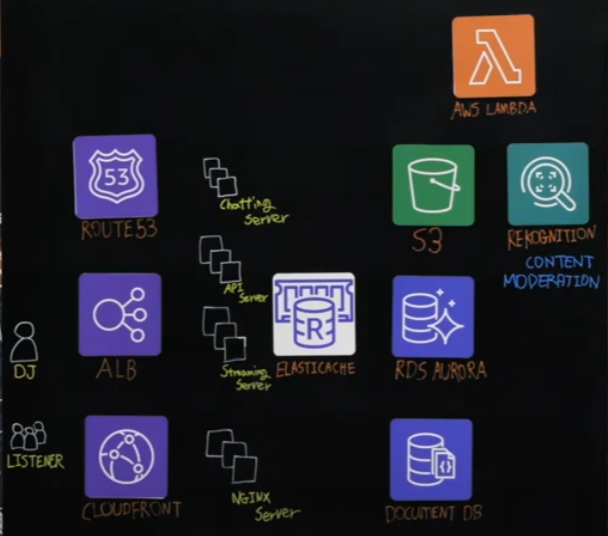 AWS LAMBDA
53
ROUTE53
Chatting
Server
S3
REKOGNITION
CONTENT
MODERATION
API
Server
DJ
ALB
Streaming
Server
R
ELASTICACHE
RDS AURORA
LISTENER
CLOUDFRONT
NGINX
Server
DOCUMENT DB